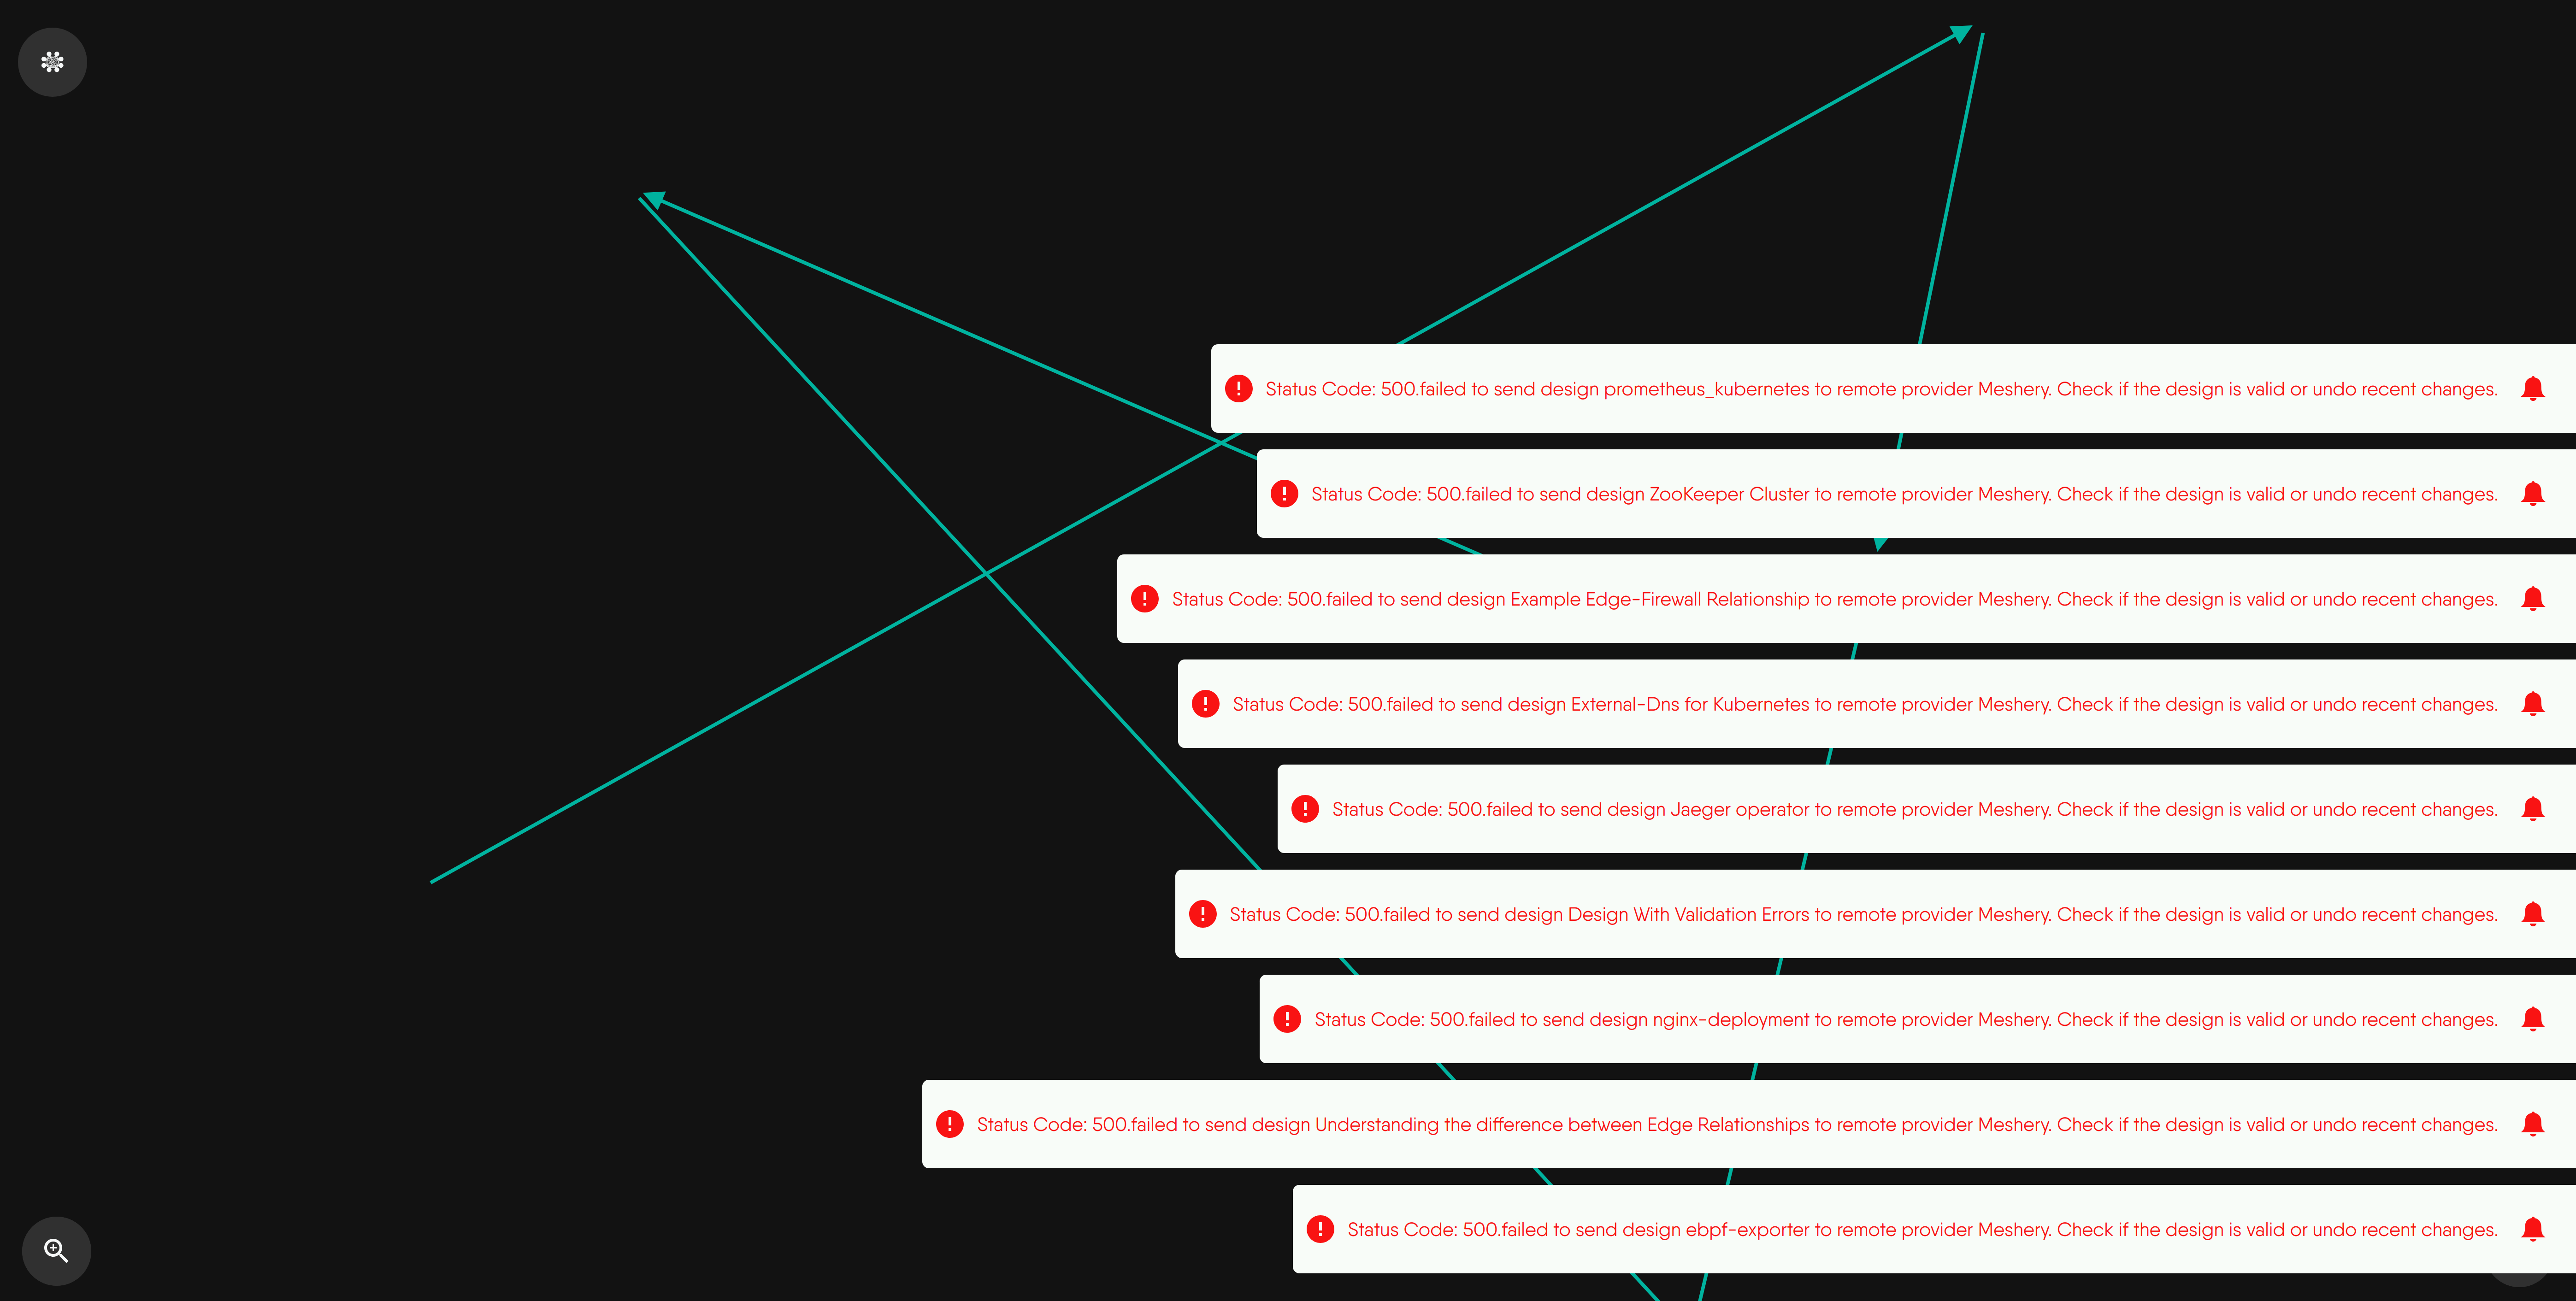 Status Code: 500.failed to send design prometheus_kubernetes to remote provider Meshery. Check if the design is valid or undo recent changes.
Status Code: 500.failed to send design ZooKeeper Cluster to remote provider Meshery. Check if the design is valid or undo recent changes.
Status Code: 500.failed to send design Example Edge-Firewall Relationship to remote provider Meshery. Check if the design is valid or undo recent changes.
Status Code: 500.failed to send design External-Dns for Kubernetes to remote provider Meshery. Check if the design is valid or undo recent changes.
Status Code: 500.failed to send design Jaeger operator to remote provider Meshery. Check if the design is valid or undo recent changes.
Status Code: 500.failed to send design Design With Validation Errors to remote provider Meshery. Check if the design is valid or undo recent changes.
Status Code: 500.failed to send design nginx-deployment to remote provider Meshery. Check if the design is valid or undo recent changes.
Status Code: 500.failed to send design Understanding the difference between Edge Relationships to remote provider Meshery. Check if the design is valid or undo recent changes.
Status Code: 500.failed to send design ebpf-exporter to remote provider Meshery. Check if the design is valid or undo recent changes.